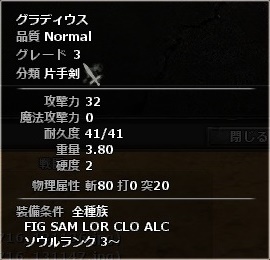 グラディウス
品質 Normal
グレード 3
分類 片手剣
攻撃力 32
魔法攻撃力 0
耐久度 41/41
重量 3.80
硬度 2
物理属性 斬80 打0 突20
装備条件 全種族
FIG SAM LOR CLO ALC
ソウルランク 3～
閉じる